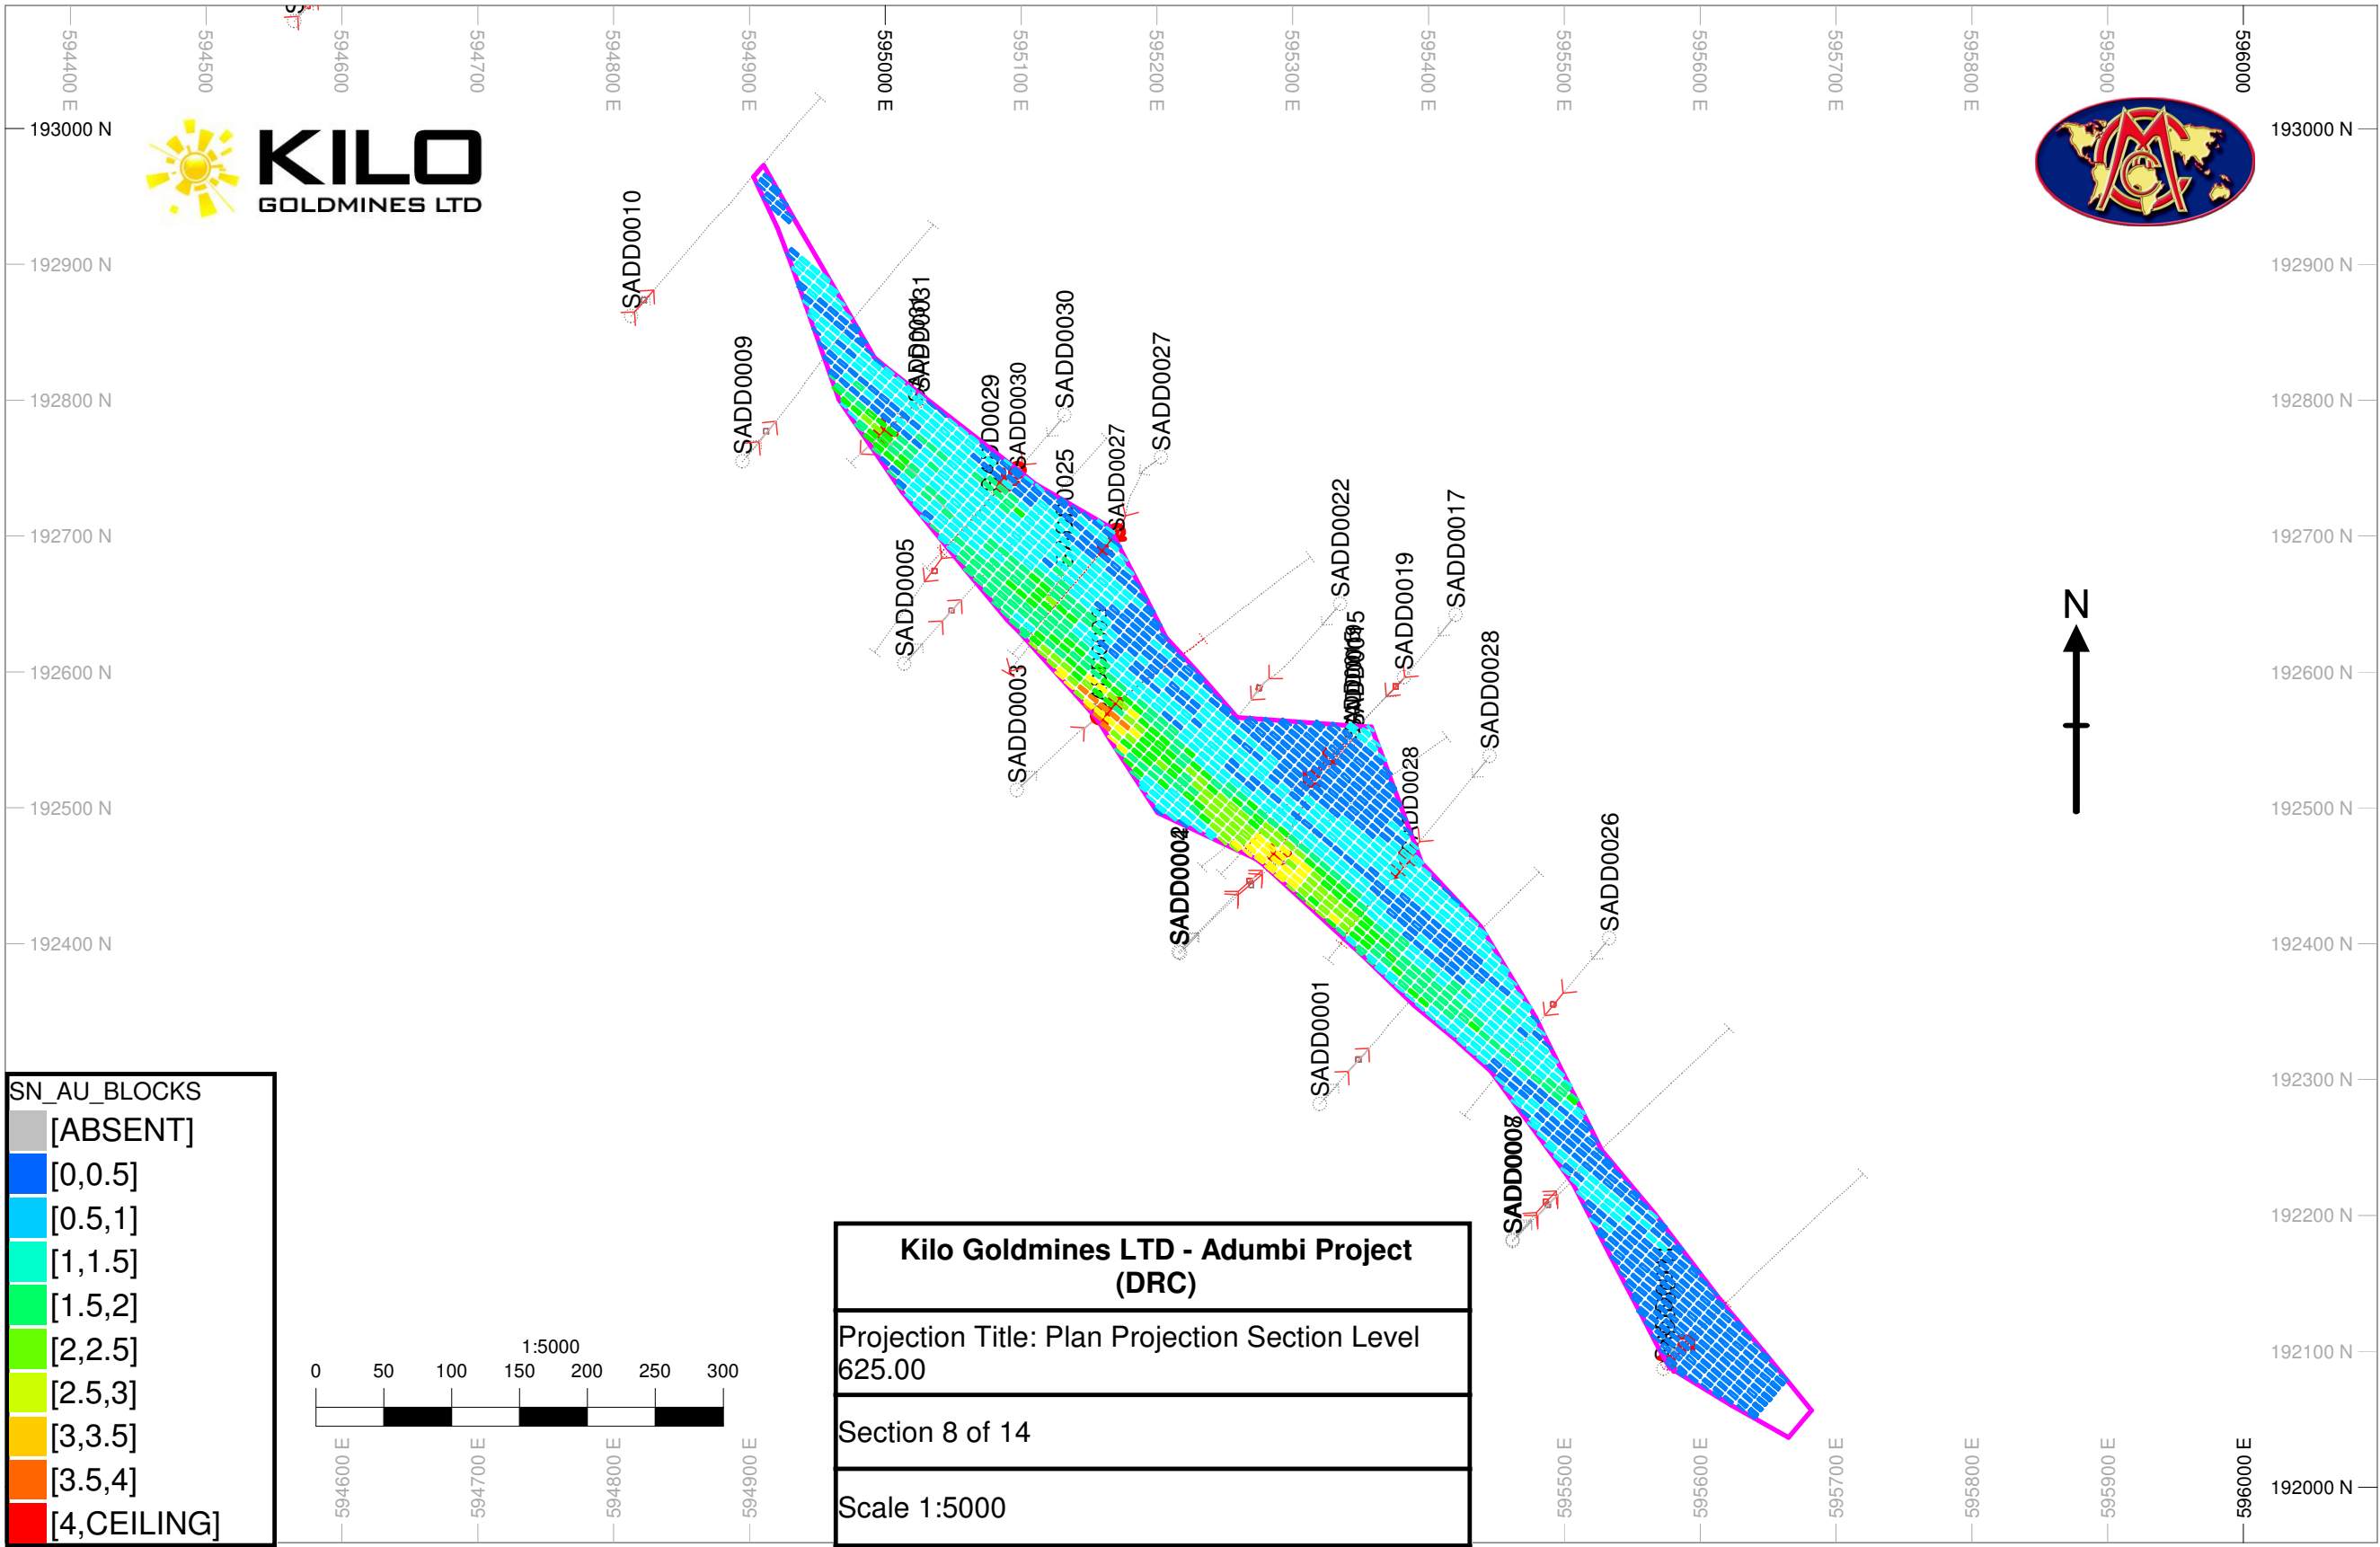 594400 E
594500
594600 E
594700
594800 E
594900 E
595000 E
595100 E
595200 E
595300 E
595400 E
595500 E
595600 E
595700 E
595800 E
595900 E
596000
193000 N
193000 N
KILO
GOLDMINES LTD
192900 N
192900 N
SADD0010
SADD0031
SADD0030
SADD0027
SADD0009
SADD0029
SADD0030
192800 N
192800 N
SADD0027
SADD0022
SADD0017
192700 N
192700 N
SADD0005
SADD0019
N
SADD0028
192600 N
192600 N
SADD0003
192500 N
192500 N
SADD0026
192400 N
192400 N
SADD0001
192300 N
192300 N
192200 N
192100 N
192000 N
SN_AU_BLOCKS
[ABSENT]
[0,0.5]
[0.5,1]
[1,1.5]
[1.5,2]
[2,2.5]
[2.5,3]
[3,3.5]
[3.5,4]
[4,CEILING]
1:5000
0 50 100 150 200 250 300
Kilo Goldmines LTD - Adumbi Project
(DRC)
Projection Title: Plan Projection Section Level
625.00
Section 8 of 14
Scale 1:5000
594600 E
594700 E
594800 E
594900 E
595500 E
595600 E
595700 E
595800 E
595900 E
596000 E